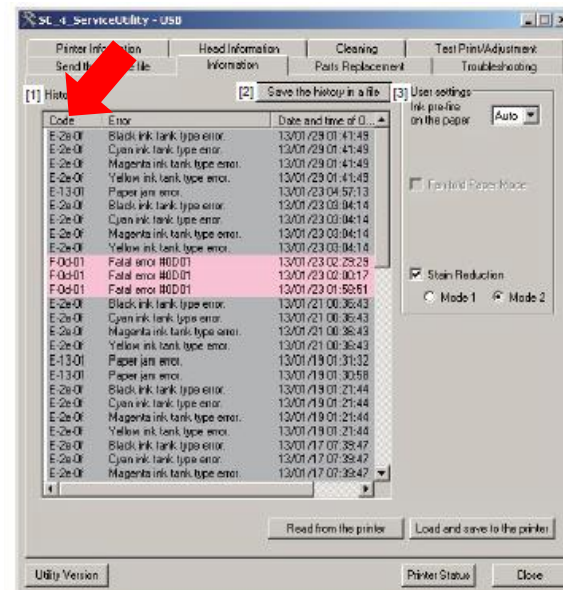 SC_4_ServiceUtility - USB
Printer Information Head Information Cleaning Test Print/Adjustment
Send the file Information Parts Replacement Troubleshooting
[1] [2] Save the history in a file [3] User settings
Ink pre-fire
on the paper Auto
Code Error Date and time of O...
E-2e-0f Black ink tank type error. 13/01/29 01:41:49
E-2e-0f Cyan ink tank type error. 13/01/29 01:41:49
E-2e-0f Magenta ink tank type error. 13/01/29 01:41:49
E-2e-0f Yellow ink tank type error. 13/01/29 01:41:49
E-13-01 Paper jam error. 13/01/23 04:57:13
E-2e-0f Black ink tank type error. 13/01/23 03:04:14
E-2e-0f Cyan ink tank type error. 13/01/23 03:04:14
E-2e-0f Magenta ink tank type error. 13/01/23 03:04:14
E-2e-0f Yellow ink tank type error. 13/01/23 03:04:14
F-0d-01 Fatal error #0D01 13/01/23 02:29:29
F-0d-01 Fatal error #0D01 13/01/23 02:00:17
F-0d-01 Fatal error #0D01 13/01/23 01:59:51
E-2e-0f Black ink tank type error. 13/01/21 00:36:43
E-2e-0f Cyan ink tank type error. 13/01/21 00:36:43
E-2e-0f Magenta ink tank type error. 13/01/21 00:36:43
E-2e-0f Yellow ink tank type error. 13/01/21 00:36:43
E-13-01 Paper jam error. 13/01/19 01:31:32
E-13-01 Paper jam error. 13/01/19 01:30:58
E-2e-0f Black ink tank type error. 13/01/19 01:21:44
E-2e-0f Cyan ink tank type error. 13/01/19 01:21:44
E-2e-0f Magenta ink tank type error. 13/01/19 01:21:44
E-2e-0f Yellow ink tank type error. 13/01/19 01:21:44
E-2e-0f Black ink tank type error. 13/01/17 07:39:47
E-2e-0f Cyan ink tank type error. 13/01/17 07:39:47
E-2e-0f Magenta ink tank type error. 13/01/17 07:39:47
Fanfold Paper Mode
Stain Reduction
Mode 1 Mode 2
Read from the printer Load and save to the printer
Utility Version Printer Status Close